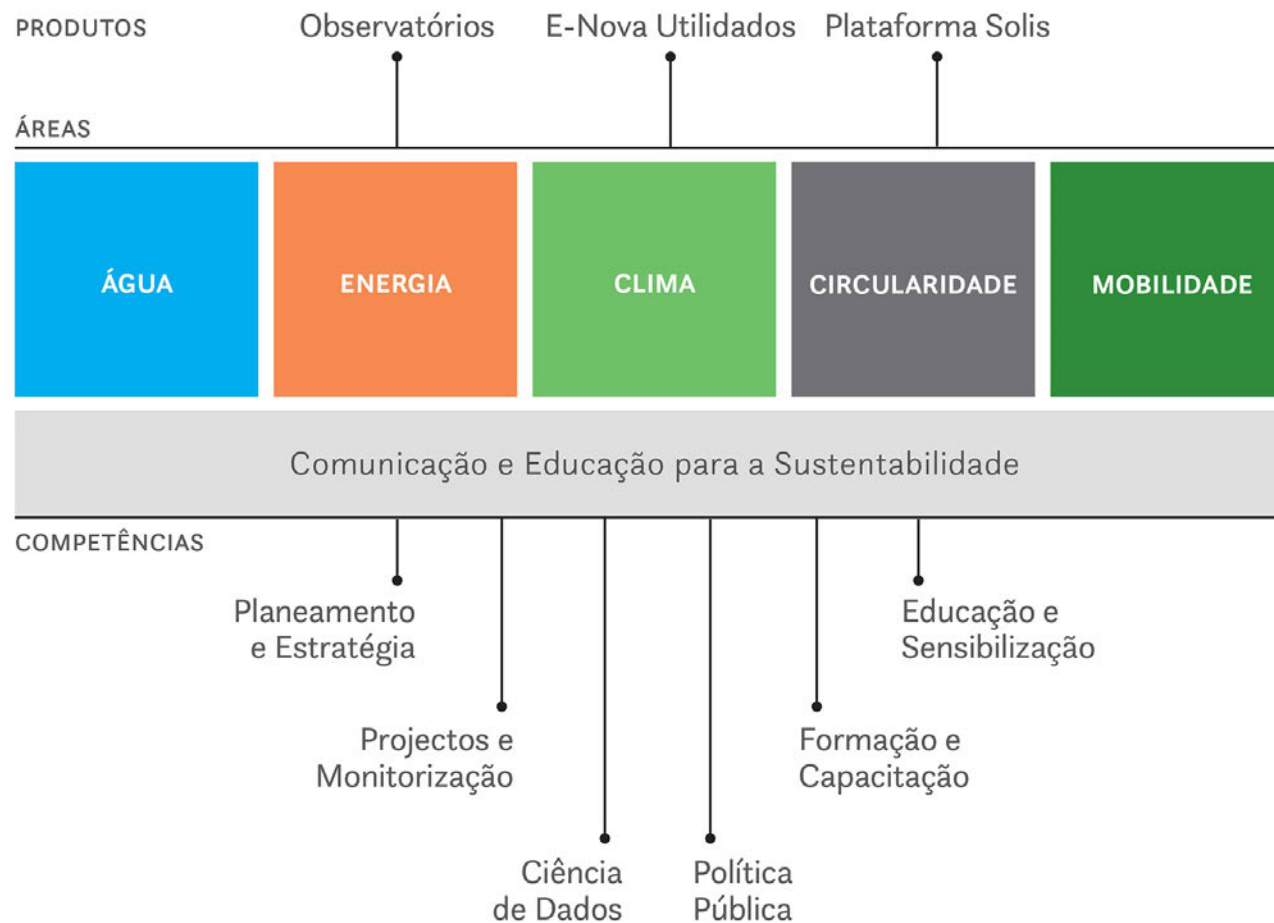 PRODUTOS
Observatórios
E-Nova Utilidados
Plataforma Solis
ÁREAS
ÁGUA
ENERGIA
CLIMA
CIRCULARIDADE
MOBILIDADE
Comunicação e Educação para a Sustentabilidade
COMPETÊNCIAS
Planeamento
e Estratégia
Educação e
Sensibilização
Projectos e
Monitorização
Formação e
Capacitação
Ciência
de Dados
Política
Pública